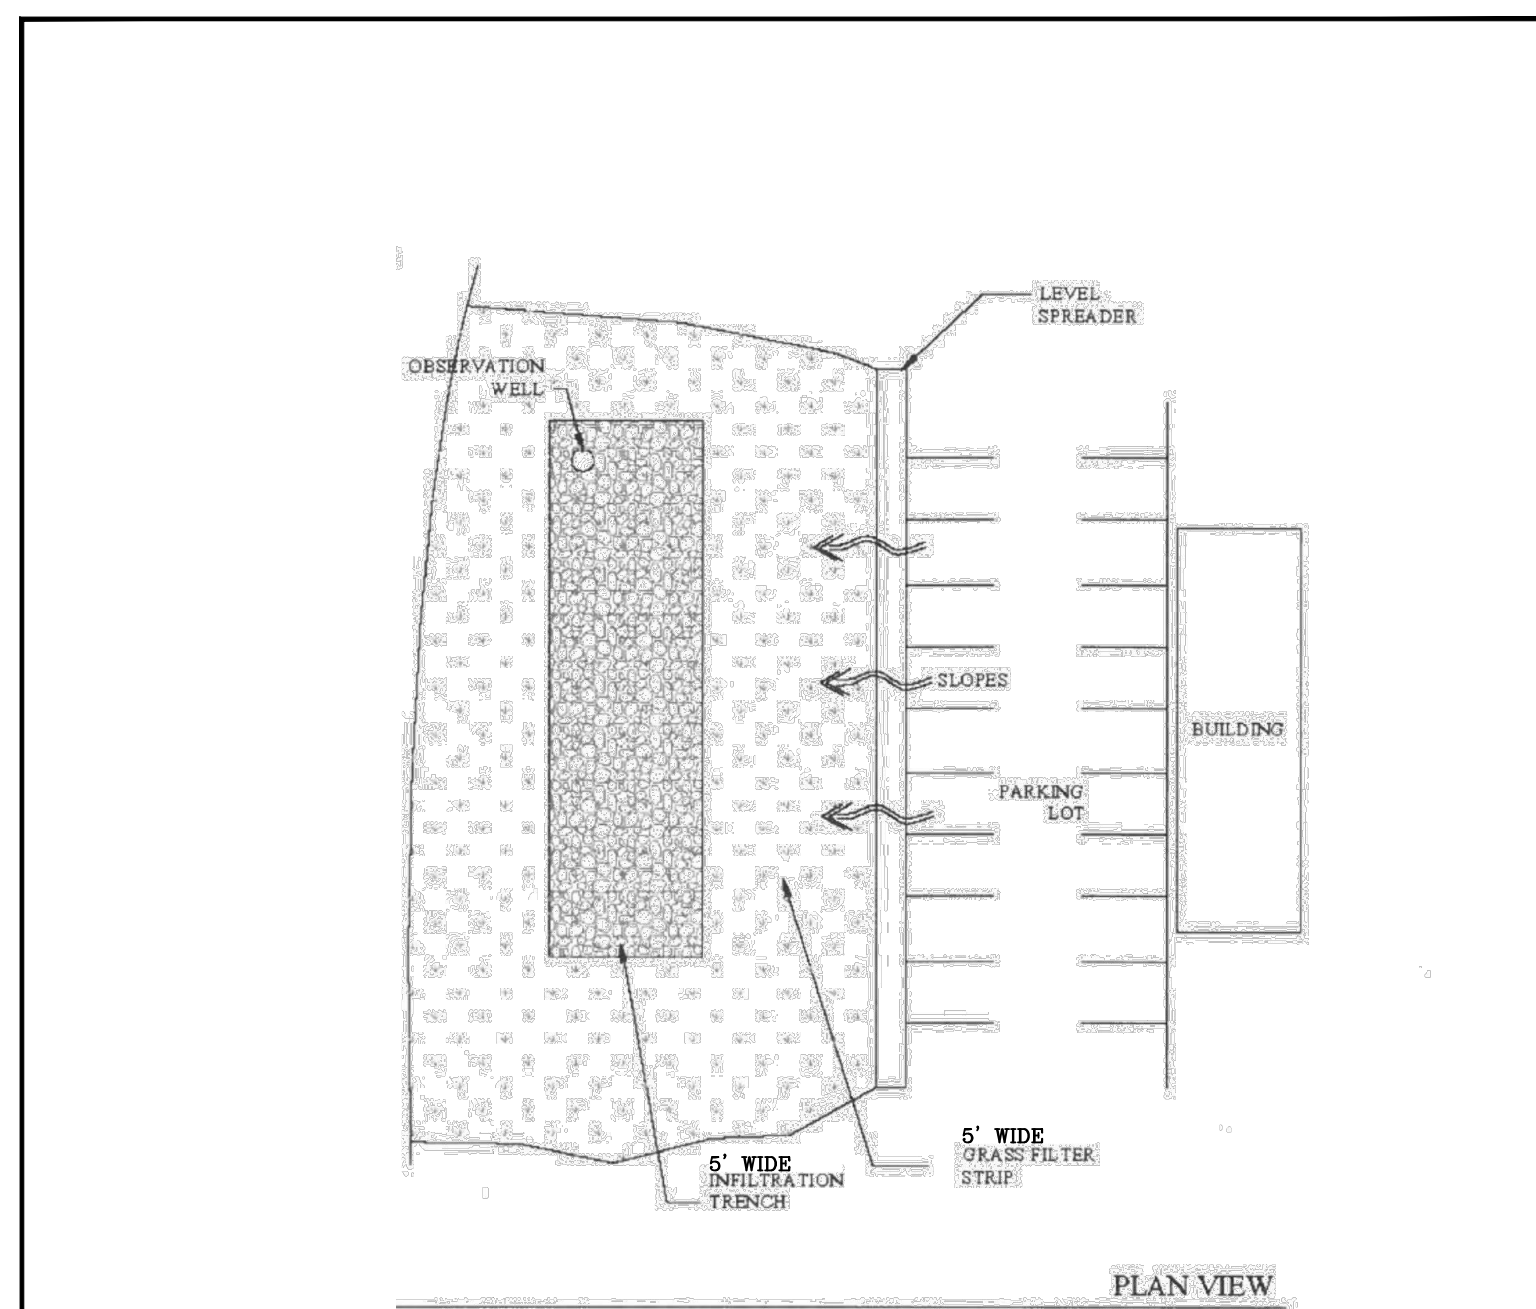 LEVEL
SPREADER
OBSERVATION
WELL
SLOPES
BUILDING
PARKING
LOT
5' WIDE
GRASS FILTER
STRIP
5' WIDE
INFILTRATION
TRENCH
PLAN VIEW